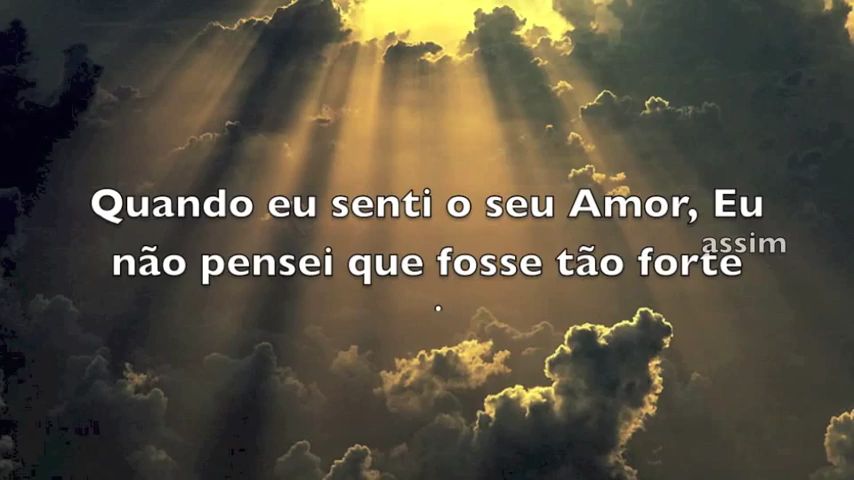 Quando eu senti o seu Amor, Eu
não pensei que fosse tão forte
assim
.